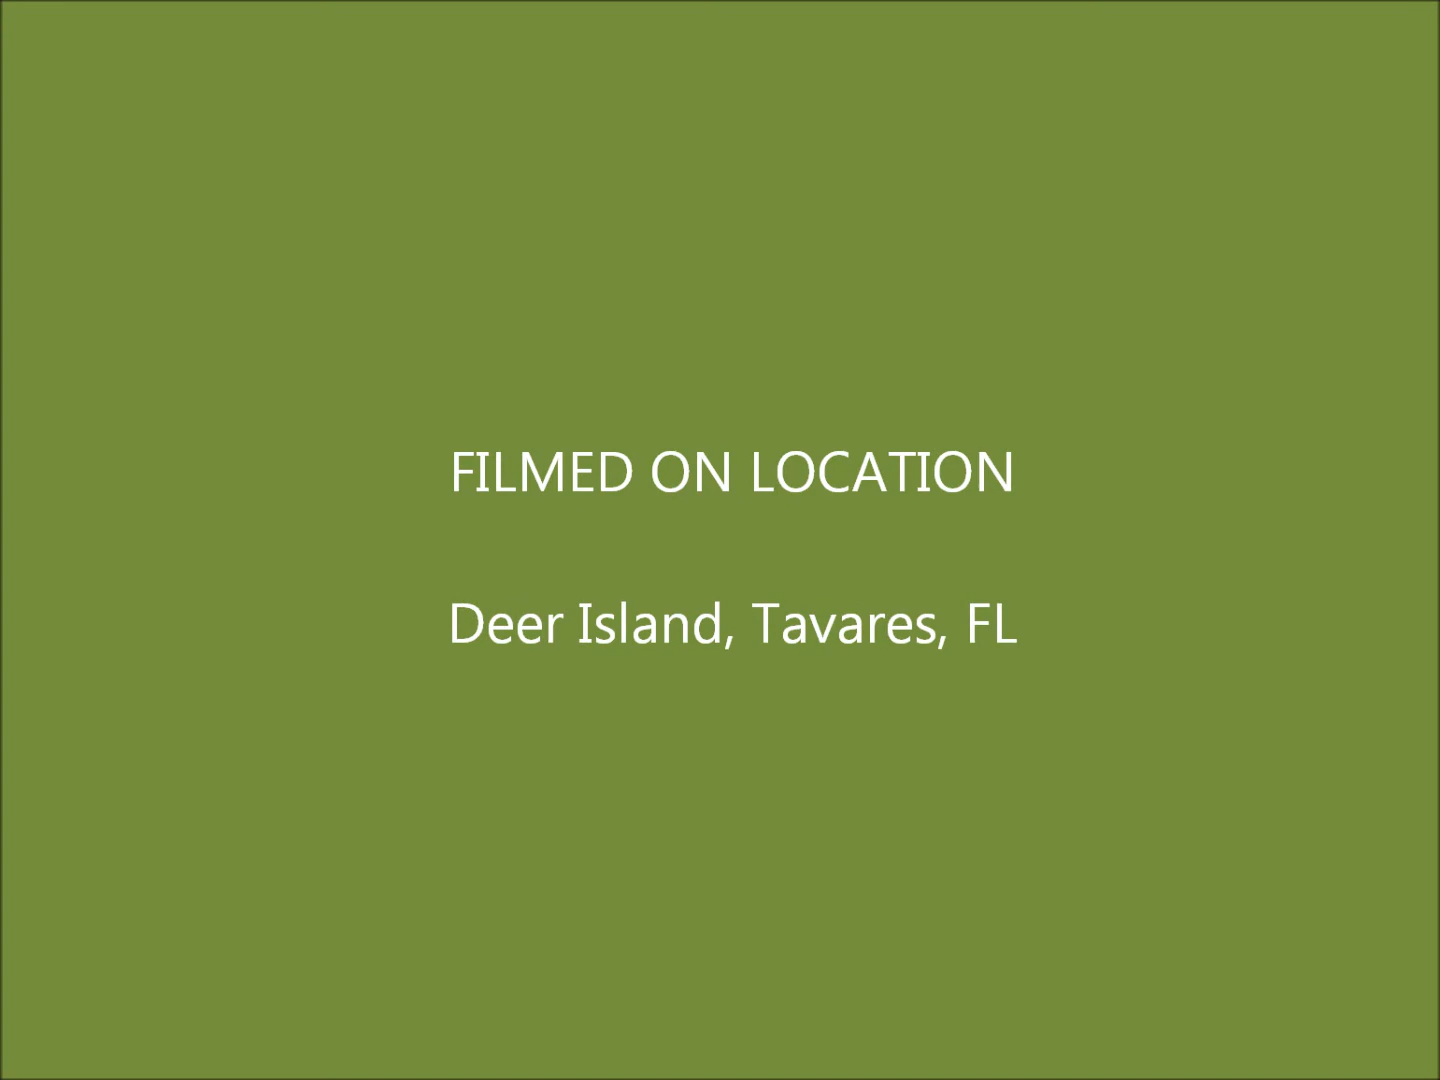 FILMED ON LOCATION
Deer Island, Tavares, FL